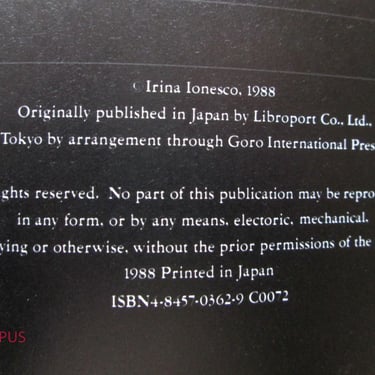 © Irina Ionesco, 1988
Originally published in Japan by Libroport Co., Ltd.,
Tokyo by arrangement through Goro International Pres
ghts reserved. No part of this publication may be repro
in any form, or by any means, electoric, mechanical,
ying or otherwise, without the prior permissions of the
1988 Printed in Japan
ISBN4-8457-0362-9 C0072
PUS